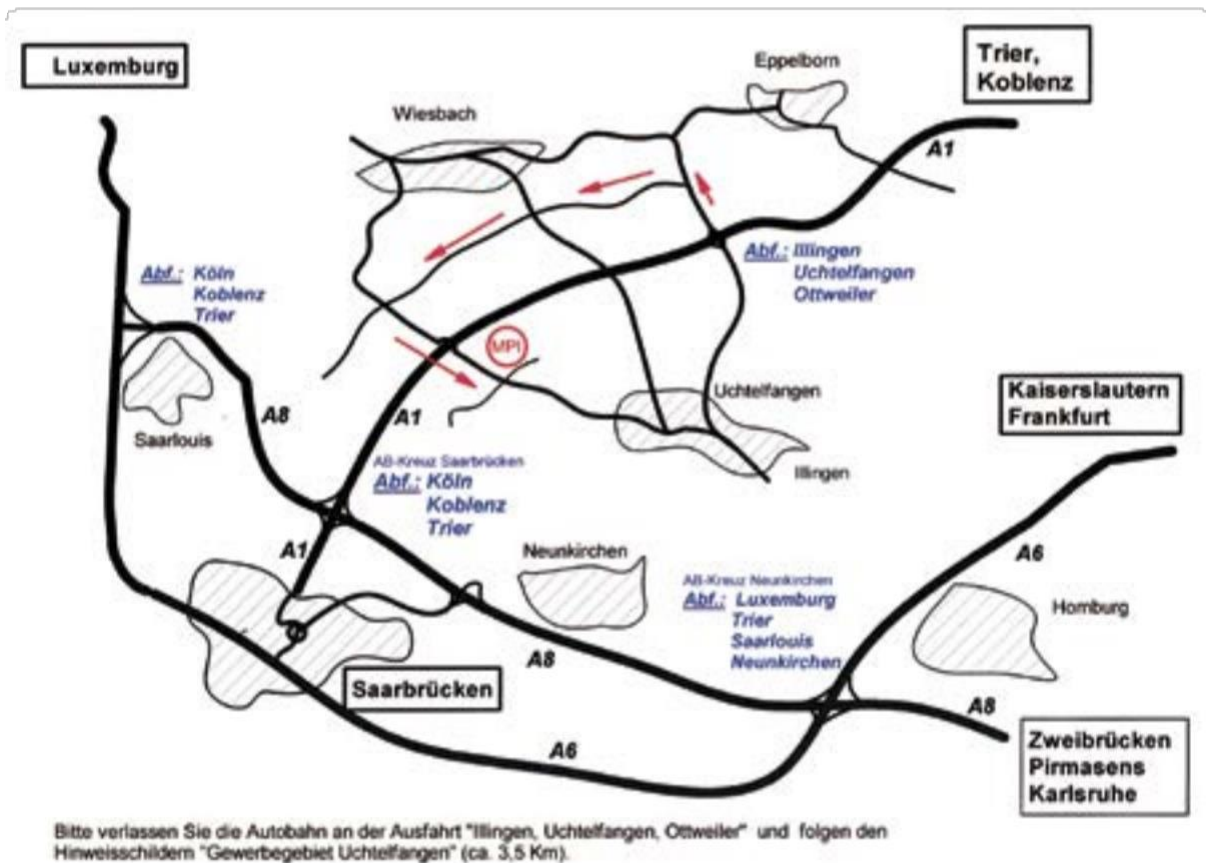 Luxemburg
Trier,
Koblenz
Eppelborn
Wiesbach
A1
Abf.: Köln
Koblenz
Trier
Abf.: Illingen
Uchtelfangen
Ottweiler
MPI
Saarlouis
A8
A1
Uchtelfangen
Kaiserslautern
Frankfurt
Illingen
AB-Kreuz Saarbrücken
Abf.: Köln
Koblenz
Trier
A1
Neunkirchen
A6
AB-Kreuz Neunkirchen
Abf.: Luxemburg
Trier
Saarlouis
Neunkirchen
Homburg
A8
Saarbrücken
A8
A6
Zweibrücken
Pirmasens
Karlsruhe
Bitte verlassen Sie die Autobahn an der Ausfahrt "Illingen, Uchtelfangen, Ottweiler" und folgen den
Hinweisschildern "Gewerbegebiet Uchtelfangen" (ca. 3,5 Km).